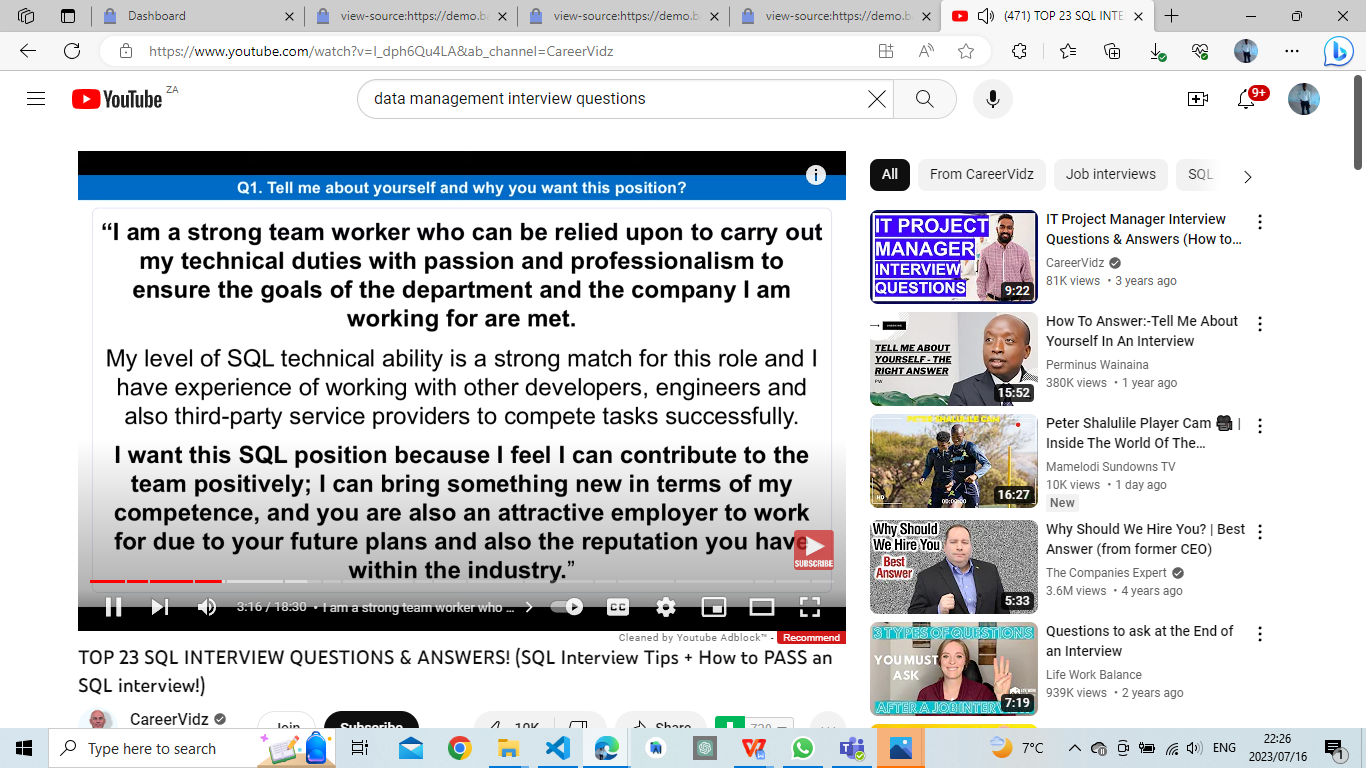 Dashboard
view-source:https://demo.b
view-source:https://demo.b
view-source:https://demo.b
(471) TOP 23 SQL INTE
https://www.youtube.com/watch?v=I_dph6Qu4LA&ab_channel=CareerVidz
YouTube ZA
data management interview questions
9+
Q1. Tell me about yourself and why you want this position?
“I am a strong team worker who can be relied upon to carry out
my technical duties with passion and professionalism to
ensure the goals of the department and the company I am
working for are met.
My level of SQL technical ability is a strong match for this role and I
have experience of working with other developers, engineers and
also third-party service providers to compete tasks successfully.
I want this SQL position because I feel I can contribute to the
team positively; I can bring something new in terms of my
competence, and you are also an attractive employer to work
for due to your future plans and also the reputation you have
within the industry.”
SUBSCRIBE
3:16 / 18:30 • I am a strong team worker who ...
CC
Cleaned by Youtube Adblock™ - Recommend
TOP 23 SQL INTERVIEW QUESTIONS & ANSWERS! (SQL Interview Tips + How to PASS an
SQL interview!)
CareerVidz
Join
Subscribe
19K
Share
All
From CareerVidz
Job interviews
SQL
IT PROJECT
MANAGER
INTERVIEW
QUESTIONS
9:22
IT Project Manager Interview
Questions & Answers (How to...
CareerVidz
81K views • 3 years ago
TELL ME ABOUT
YOURSELF - THE
RIGHT ANSWER
PW
15:52
How To Answer:-Tell Me About
Yourself In An Interview
Perminus Wainaina
380K views • 1 year ago
PETER SHALULILE CAM
HD
00:00:00
16:27
Peter Shalulile Player Cam 🎥 |
Inside The World Of The...
Mamelodi Sundowns TV
10K views • 1 day ago
New
Why Should
We Hire You
Best
Answer
5:33
Why Should We Hire You? | Best
Answer (from former CEO)
The Companies Expert
3.6M views • 4 years ago
3 TYPES OF QUESTIONS
YOU MUST
ASK
AFTER A JOB INTERVIEW
7:19
Questions to ask at the End of
an Interview
Life Work Balance
939K views • 2 years ago
Type here to search
7°C
ENG
22:26
2023/07/16
1